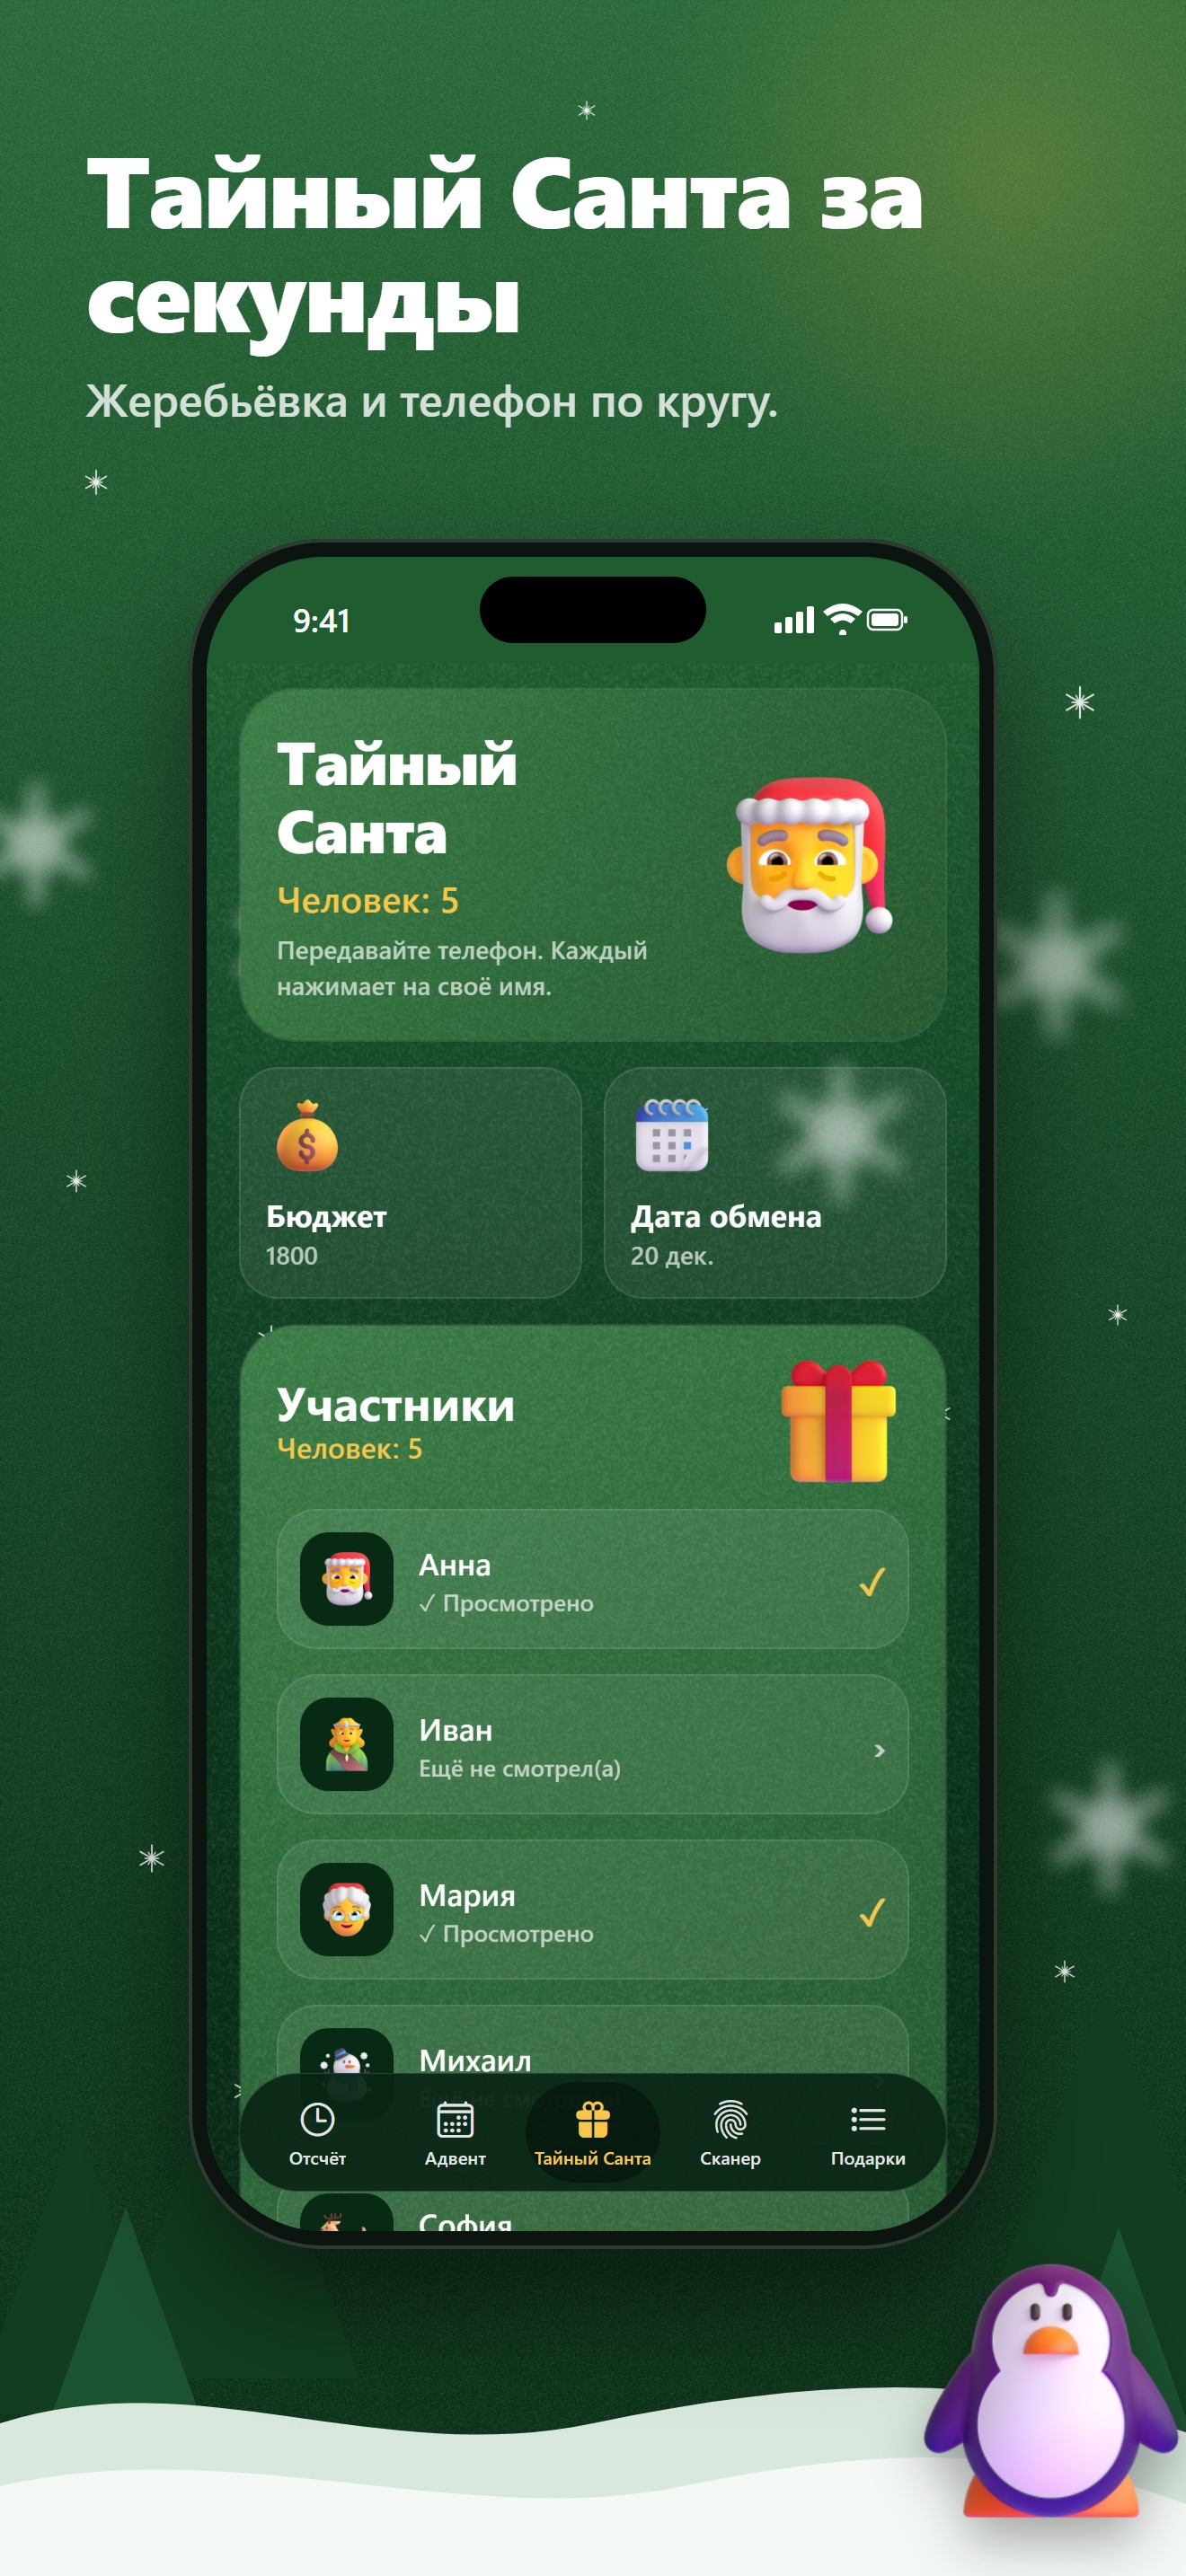 Тайный Санта за
секунды
Жеребьёвка и телефон по кругу.
9:41
Тайный
Санта
Человек: 5
Передавайте телефон. Каждый
нажимает на своё имя.
Бюджет
1800
Дата обмена
20 дек.
Участники
Человек: 5
Анна
✓ Просмотрено
Иван
Ещё не смотрел(а)
Мария
✓ Просмотрено
Михаил
Отсчёт
Адвент
Тайный Санта
Сканер
Подарки
София